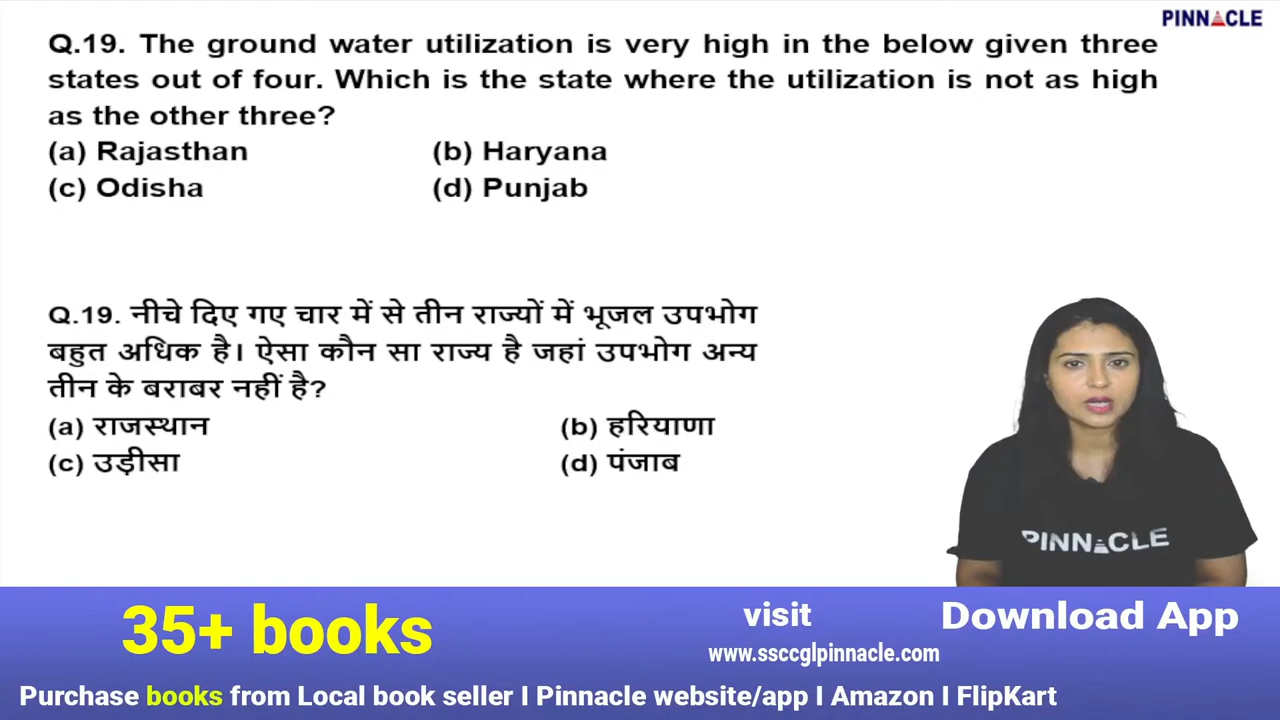 PINNACLE
Q.19. The ground water utilization is very high in the below given three
states out of four. Which is the state where the utilization is not as high
as the other three?
(a) Rajasthan (b) Haryana
(c) Odisha (d) Punjab
Q.19. नीचे दिए गए चार में से तीन राज्यों में भूजल उपभोग
बहुत अधिक है। ऐसा कौन सा राज्य है जहां उपभोग अन्य
तीन के बराबर नहीं है?
(a) राजस्थान (b) हरियाणा
(c) उड़ीसा (d) पंजाब
PINNACLE
35+ books
visit
www.ssccglpinnacle.com
Download App
Purchase books from Local book seller I Pinnacle website/app I Amazon I FlipKart